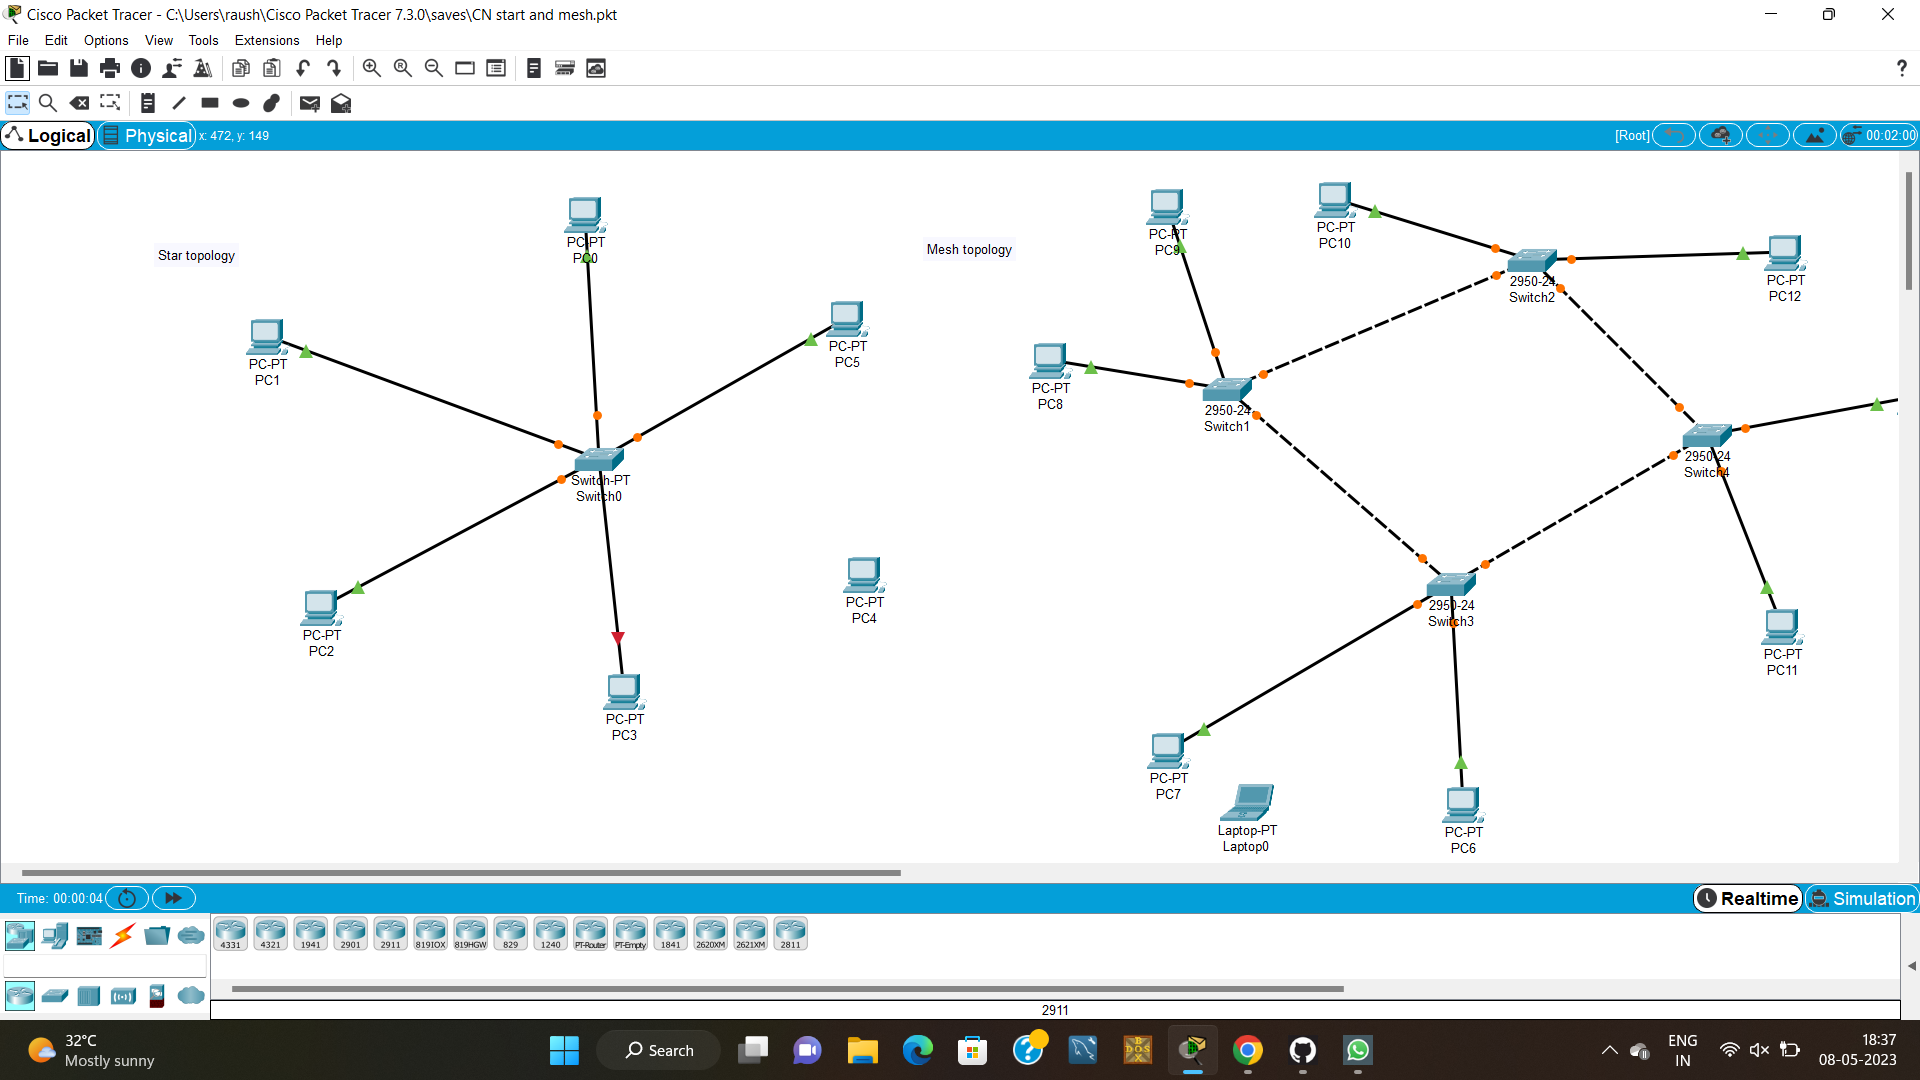 Cisco Packet Tracer - C:\Users\raush\Cisco Packet Tracer 7.3.0\saves\CN start and mesh.pkt
File Edit Options View Tools Extensions Help
Logical Physical x: 472, y: 149 [Root] 00:02:00
Star topology
Mesh topology
PC-PT
PC0
PC-PT
PC1
PC-PT
PC5
Switch-PT
Switch0
PC-PT
PC2
PC-PT
PC4
PC-PT
PC3
PC-PT
PC9
PC-PT
PC10
2950-24
Switch2
PC-PT
PC12
PC-PT
PC8
2950-24
Switch1
2950-24
Switch4
2950-24
Switch3
PC-PT
PC11
PC-PT
PC7
Laptop-PT
Laptop0
PC-PT
PC6
Time: 00:00:04 Realtime Simulation
4331 4321 1941 2901 2911 819IOX 819HGW 829 1240 PT-Router PT-Empty 1841 2620XM 2621XM 2811
2911
32°C
Mostly sunny
Search
DOS
ENG
IN
18:37
08-05-2023